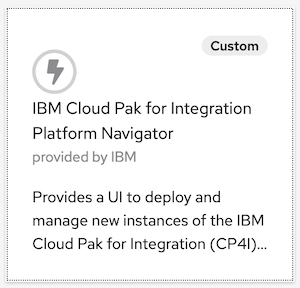 Custom
IBM Cloud Pak for Integration
Platform Navigator
provided by IBM
Provides a UI to deploy and
manage new instances of the IBM
Cloud Pak for Integration (CP4I)...